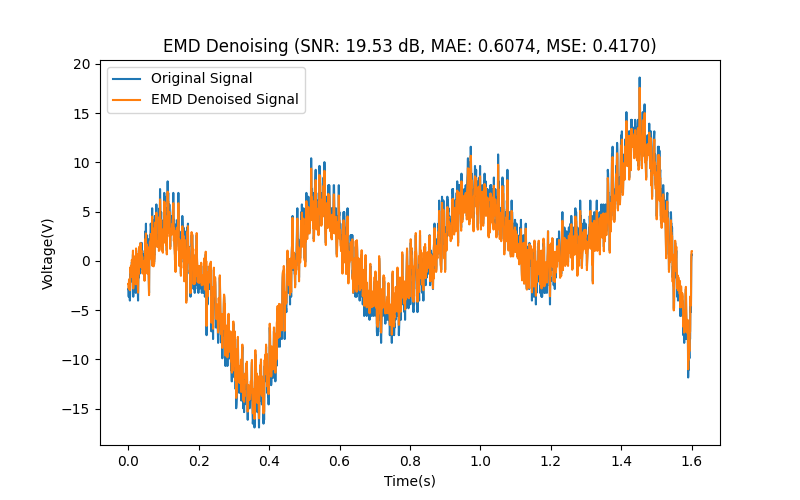 EMD Denoising (SNR: 19.53 dB, MAE: 0.6074, MSE: 0.4170)
Original Signal
EMD Denoised Signal
20
15
10
5
0
−5
−10
−15
Voltage(V)
0.0 0.2 0.4 0.6 0.8 1.0 1.2 1.4 1.6
Time(s)